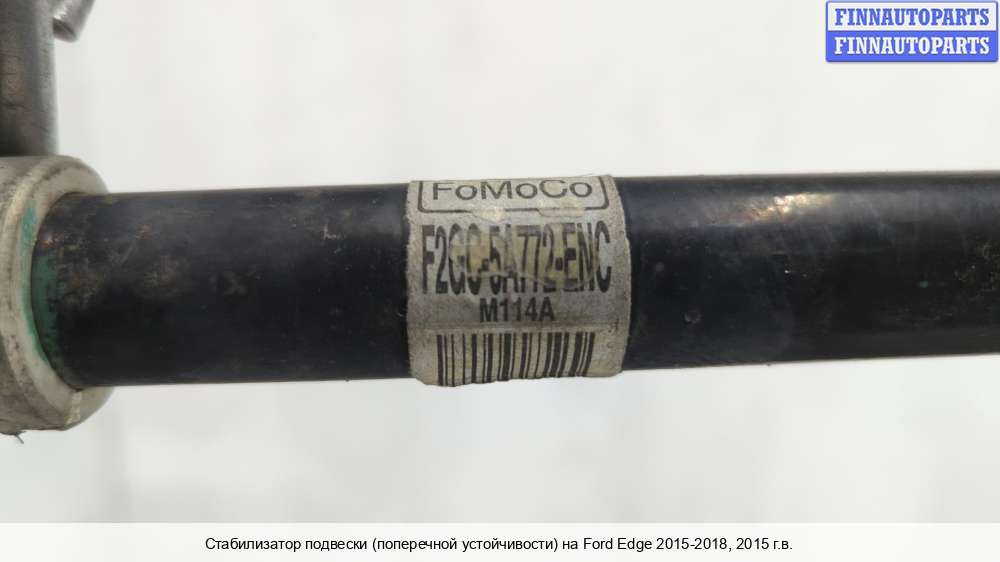 FINNAUTOPARTS
FINNAUTOPARTS
FoMoCo
F2GC-5A772-ENC
M114A
Стабилизатор подвески (поперечной устойчивости) на Ford Edge 2015-2018, 2015 г.в.